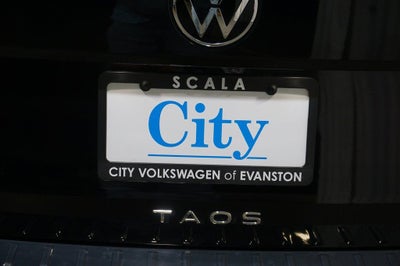 SCALA
City
CITY VOLKSWAGEN of EVANSTON
TAOS